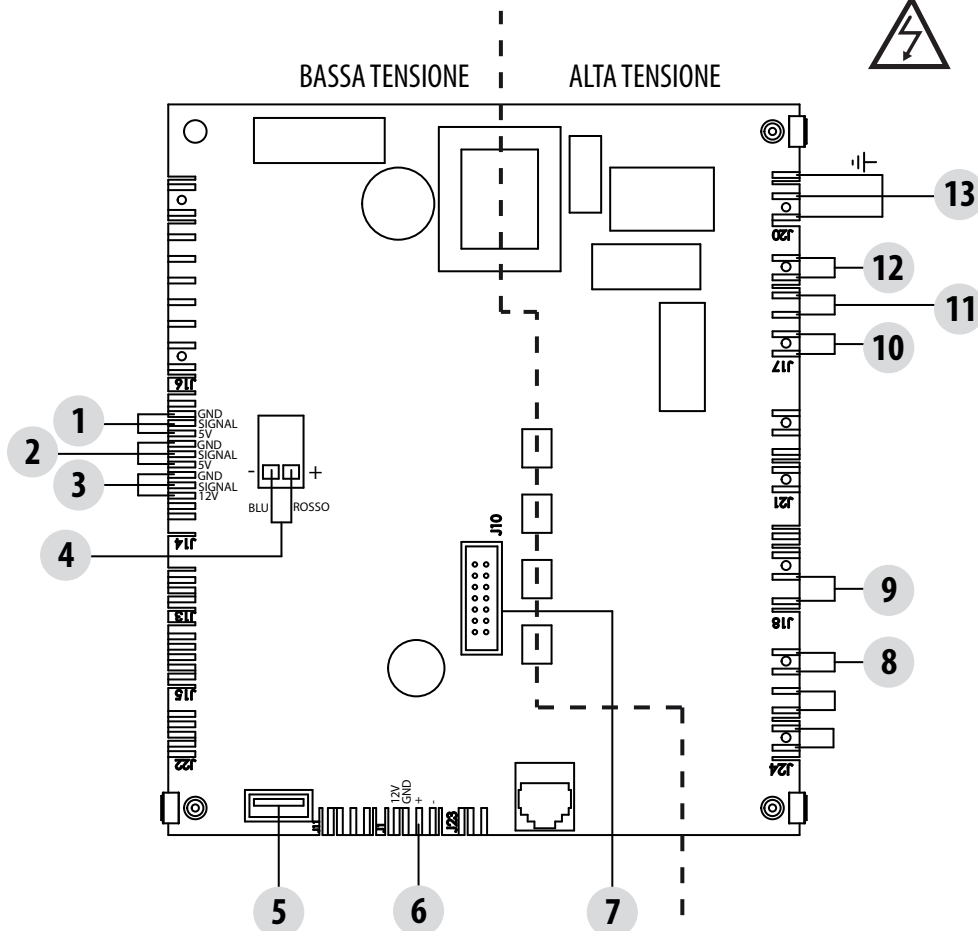 BASSA TENSIONE
ALTA TENSIONE
13
J20
12
11
10
J17
J16
1
GND
SIGNAL
5V
2
GND
SIGNAL
5V
3
GND
SIGNAL
12V
-
+
BLU
ROSSO
4
J14
J10
J21
J13
9
J18
8
J15
J22
J24
12V
GND
+
-
J11
J1
J23
5
6
7